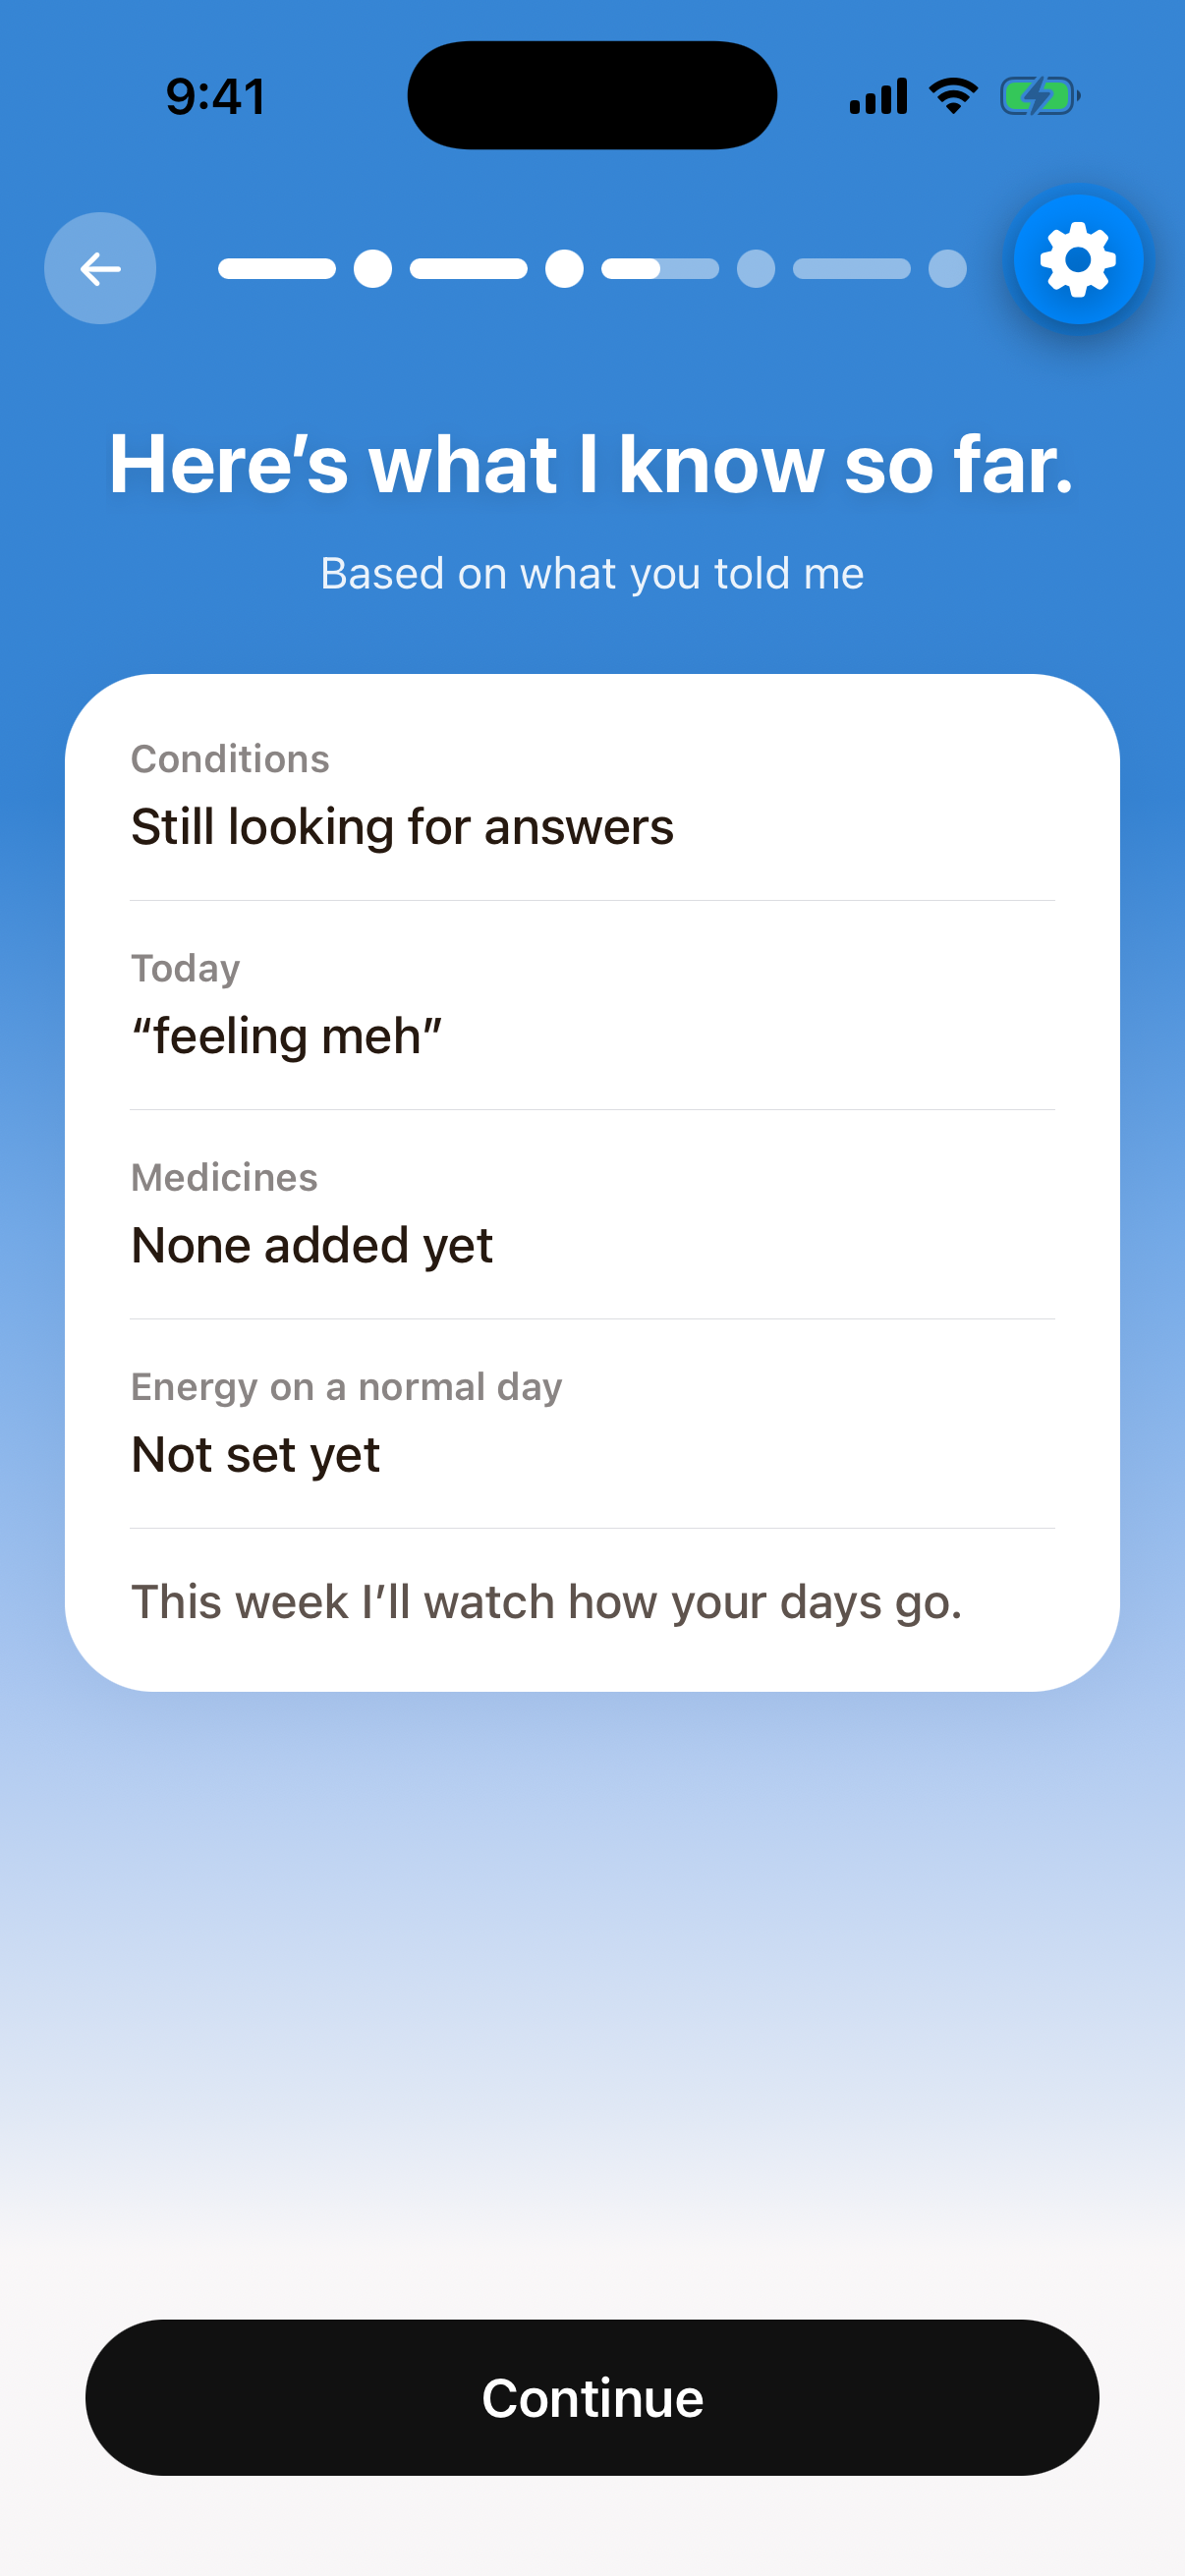 9:41
Here’s what I know so far.
Based on what you told me
Conditions
Still looking for answers
Today
“feeling meh”
Medicines
None added yet
Energy on a normal day
Not set yet
This week I’ll watch how your days go.
Continue